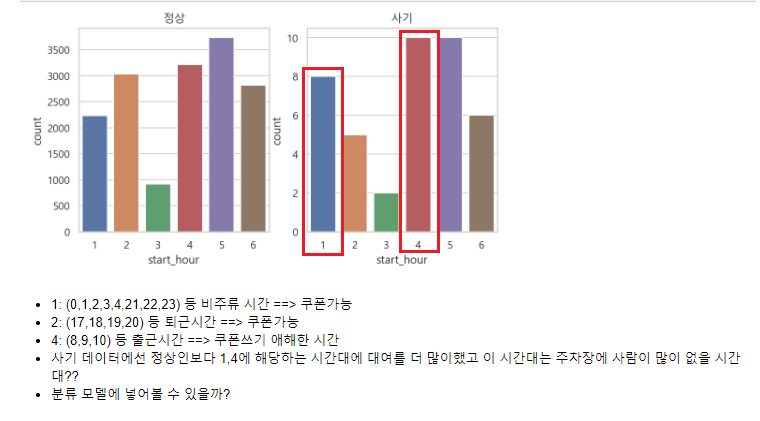 정상
사기
3500
3000
2500
2000
1500
1000
500
0
count
1 2 3 4 5 6
start_hour
10
8
6
4
2
0
count
1 2 3 4 5 6
start_hour
1: (0,1,2,3,4,21,22,23) 등 비주류 시간 ==> 쿠폰가능
2: (17,18,19,20) 등 퇴근시간 ==> 쿠폰가능
4: (8,9,10) 등 출근시간 ==> 쿠폰쓰기 애해한 시간
사기 데이터에선 정상인보다 1,4에 해당하는 시간대에 대여를 더 많이했고 이 시간대는 주차장에 사람이 많이 없을 시간
대??
분류 모델에 넣어볼 수 있을까?